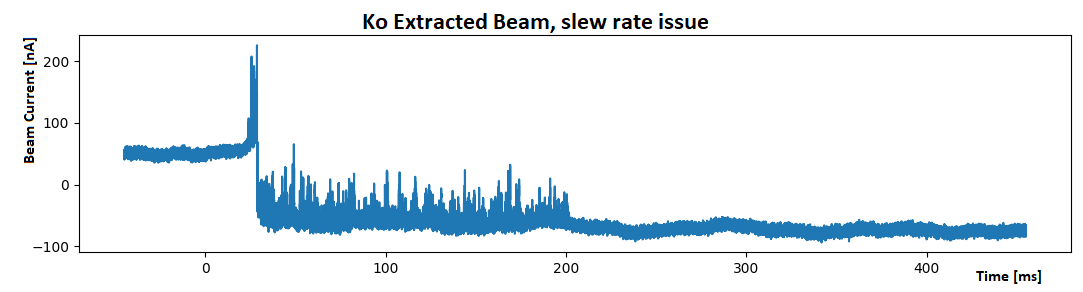 Ko Extracted Beam, slew rate issue
Beam Current [nA]
200
100
0
−100
0 100 200 300 400
Time [ms]